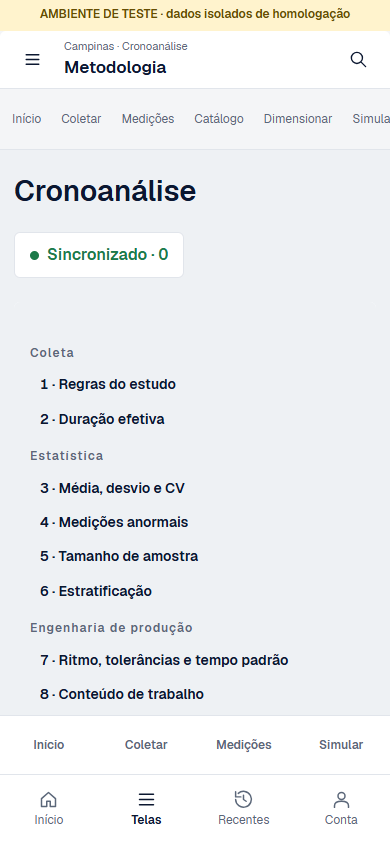 AMBIENTE DE TESTE · dados isolados de homologação
Campinas · Cronoanálise
Metodologia
Início Coletar Medições Catálogo Dimensionar Simula
Cronoanálise
Sincronizado · 0
Coleta
1 · Regras do estudo
2 · Duração efetiva
Estatística
3 · Média, desvio e CV
4 · Medições anormais
5 · Tamanho de amostra
6 · Estratificação
Engenharia de produção
7 · Ritmo, tolerâncias e tempo padrão
8 · Conteúdo de trabalho
Início Coletar Medições Simular
Início Telas Recentes Conta